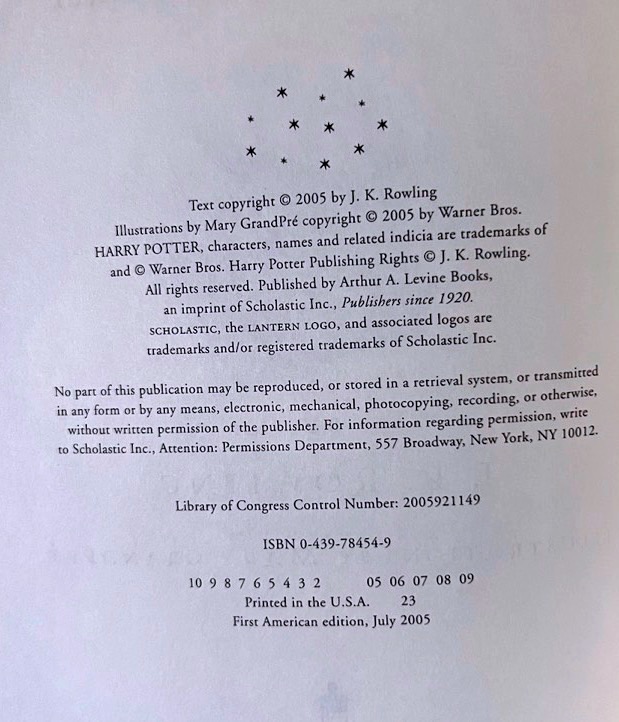 Text copyright © 2005 by J. K. Rowling
Illustrations by Mary GrandPré copyright © 2005 by Warner Bros.
HARRY POTTER, characters, names and related indicia are trademarks of
and © Warner Bros. Harry Potter Publishing Rights © J. K. Rowling.
All rights reserved. Published by Arthur A. Levine Books,
an imprint of Scholastic Inc., Publishers since 1920.
SCHOLASTIC, the LANTERN LOGO, and associated logos are
trademarks and/or registered trademarks of Scholastic Inc.
No part of this publication may be reproduced, or stored in a retrieval system, or transmitted
in any form or by any means, electronic, mechanical, photocopying, recording, or otherwise,
without written permission of the publisher. For information regarding permission, write
to Scholastic Inc., Attention: Permissions Department, 557 Broadway, New York, NY 10012.
Library of Congress Control Number: 2005921149
ISBN 0-439-78454-9
10 9 8 7 6 5 4 3 2 05 06 07 08 09
Printed in the U.S.A. 23
First American edition, July 2005